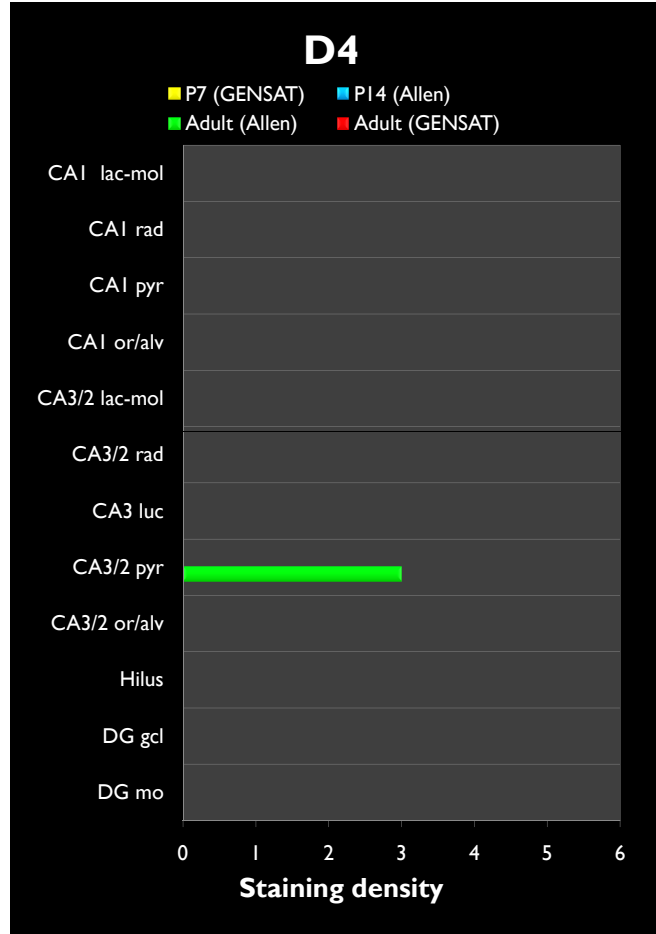 D4
P7 (GENSAT) P14 (Allen)
Adult (Allen) Adult (GENSAT)
CA1 lac-mol
CA1 rad
CA1 pyr
CA1 or/alv
CA3/2 lac-mol
CA3/2 rad
CA3 luc
CA3/2 pyr
CA3/2 or/alv
Hilus
DG gcl
DG mo
0 1 2 3 4 5 6
Staining density